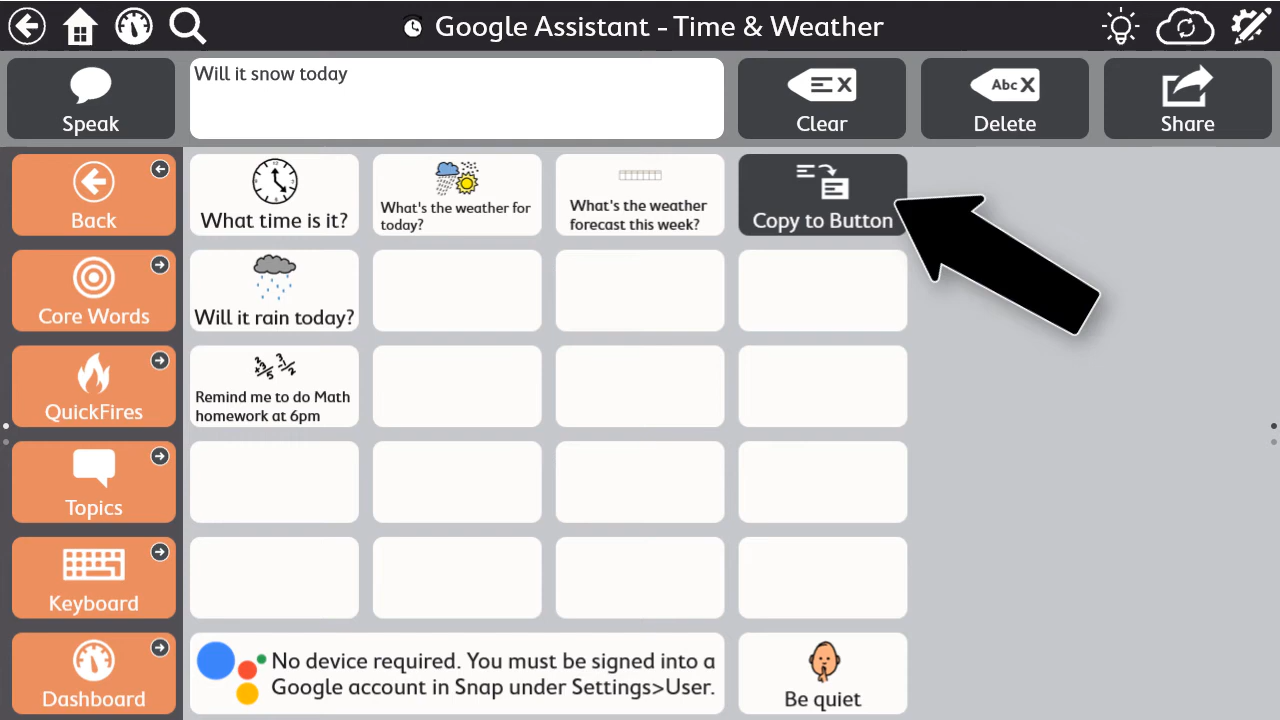 Google Assistant - Time & Weather
Speak
Will it snow today
Clear
Abc X
Delete
Share
Back
What time is it?
What's the weather for
today?
What's the weather
forecast this week?
Copy to Button
Core Words
Will it rain today?
QuickFires
Remind me to do Math
homework at 6pm
Topics
Keyboard
Dashboard
No device required. You must be signed into a
Google account in Snap under Settings>User.
Be quiet